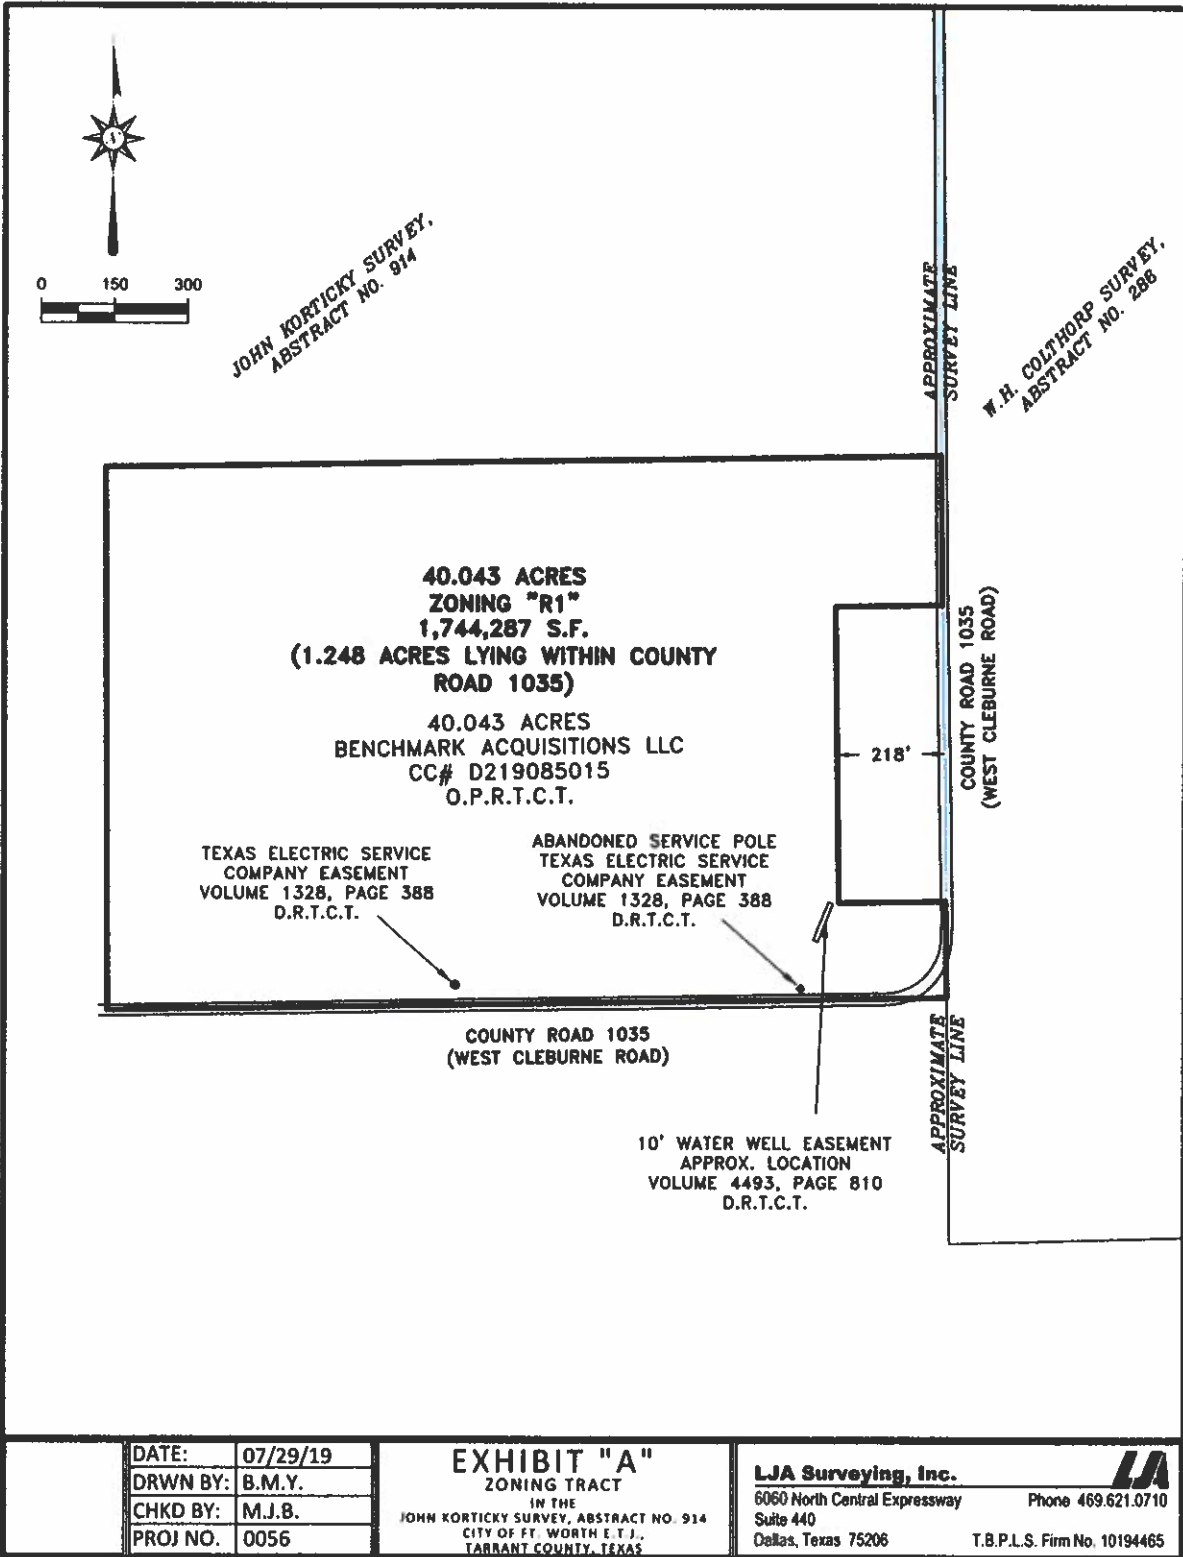 N
0 150 300
JOHN KORTICKY SURVEY,
ABSTRACT NO. 914
APPROXIMATE
SURVEY LINE
W.H. COLTHORP SURVEY,
ABSTRACT NO. 286
40.043 ACRES
ZONING "R1"
1,744,287 S.F.
(1.248 ACRES LYING WITHIN COUNTY
ROAD 1035)
40.043 ACRES
BENCHMARK ACQUISITIONS LLC
CC# D219085015
O.P.R.T.C.T.
218'
COUNTY ROAD 1035
(WEST CLEBURNE ROAD)
TEXAS ELECTRIC SERVICE
COMPANY EASEMENT
VOLUME 1328, PAGE 388
D.R.T.C.T.
ABANDONED SERVICE POLE
TEXAS ELECTRIC SERVICE
COMPANY EASEMENT
VOLUME 1328, PAGE 388
D.R.T.C.T.
COUNTY ROAD 1035
(WEST CLEBURNE ROAD)
APPROXIMATE
SURVEY LINE
10' WATER WELL EASEMENT
APPROX. LOCATION
VOLUME 4493, PAGE 810
D.R.T.C.T.
DATE: 07/29/19
DRWN BY: B.M.Y.
CHKD BY: M.J.B.
PROJ NO. 0056
EXHIBIT "A"
ZONING TRACT
IN THE
JOHN KORTICKY SURVEY, ABSTRACT NO. 914
CITY OF FT. WORTH E.T.J.,
TARRANT COUNTY, TEXAS
LJA Surveying, Inc.
LJA
6060 North Central Expressway Phone 469.621.0710
Suite 440
Dallas, Texas 75206 T.B.P.L.S. Firm No. 10194465